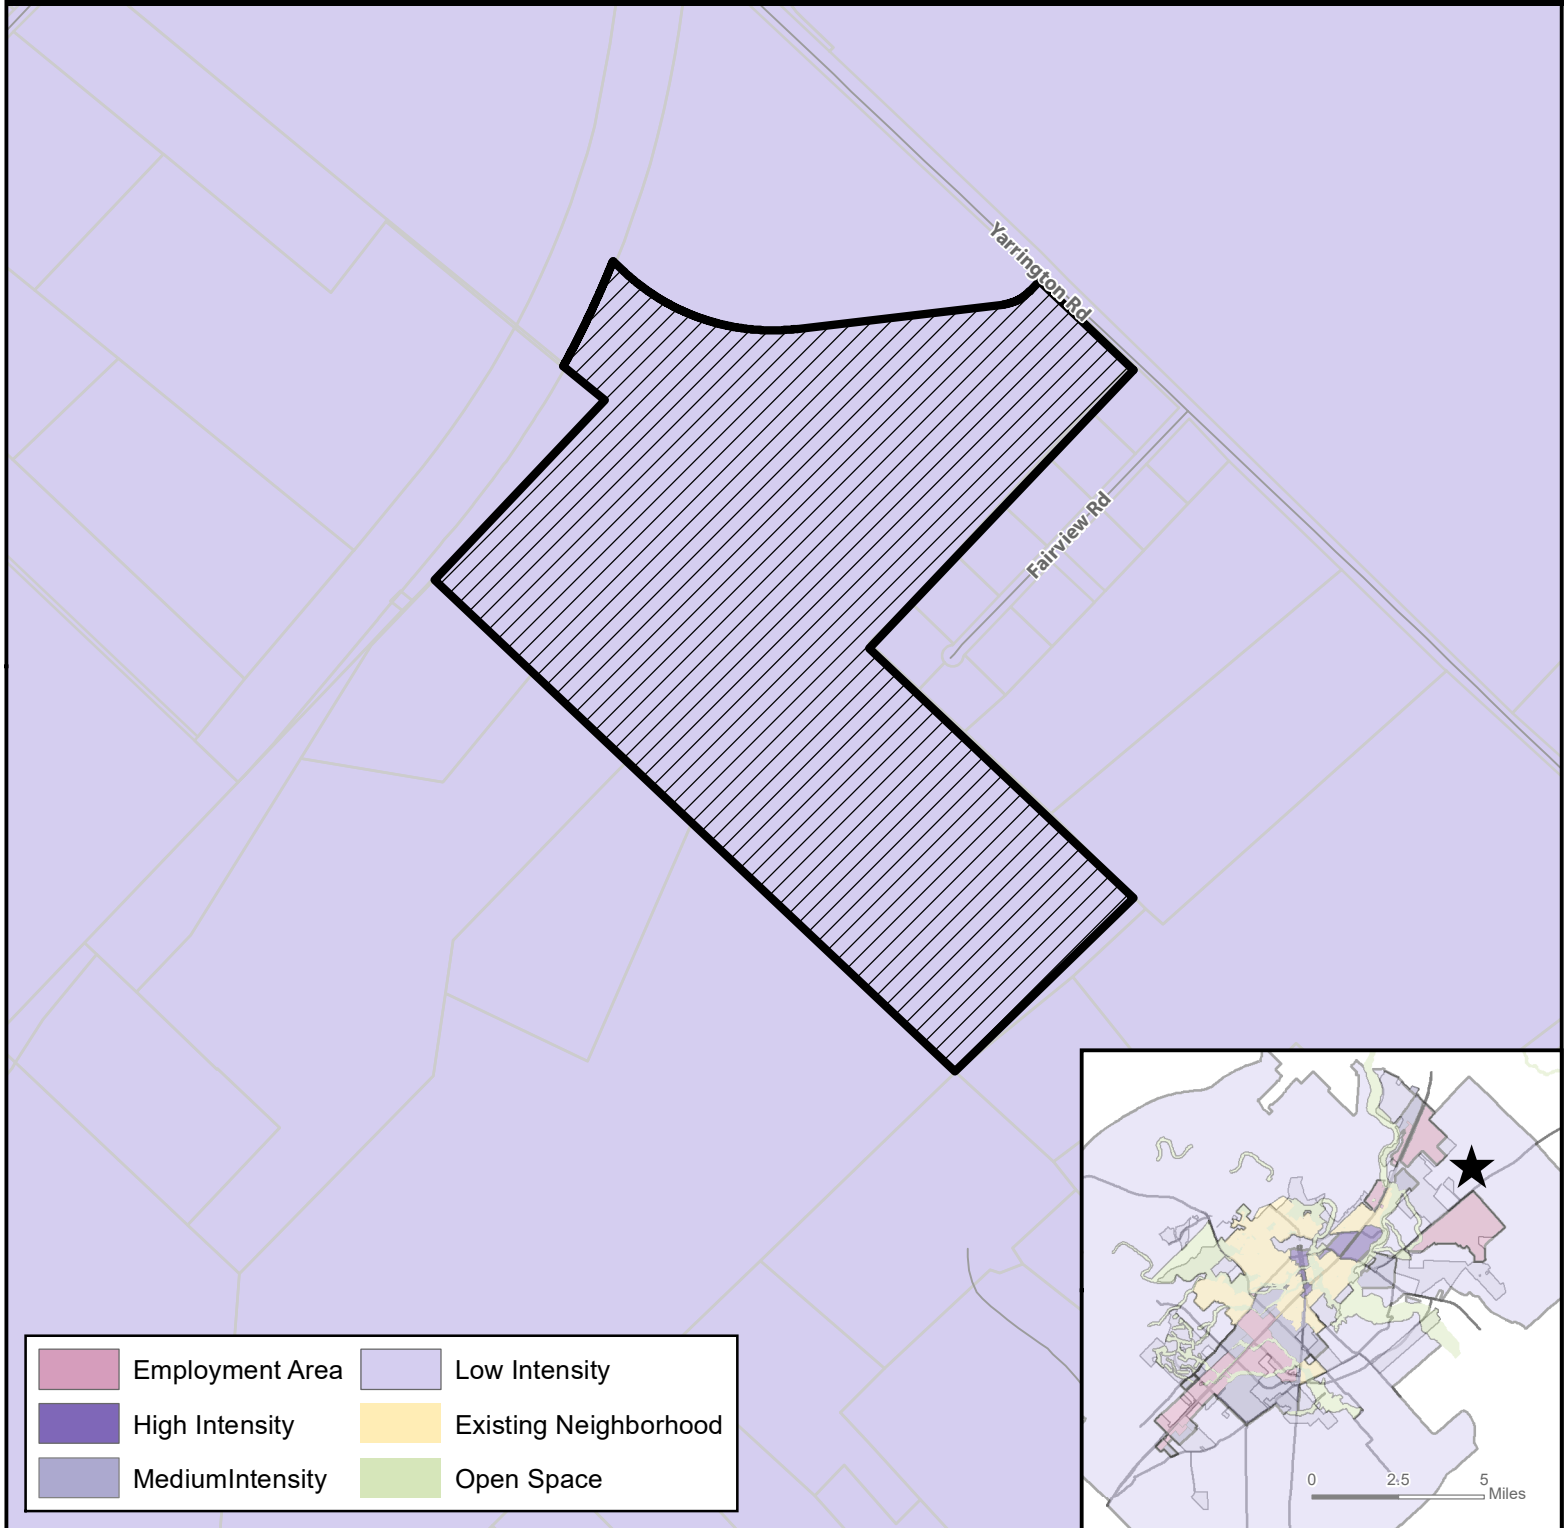 Yarrington Rd
Fairview Rd
Employment Area
Low Intensity
High Intensity
Existing Neighborhood
MediumIntensity
Open Space
0 2.5 5
Miles